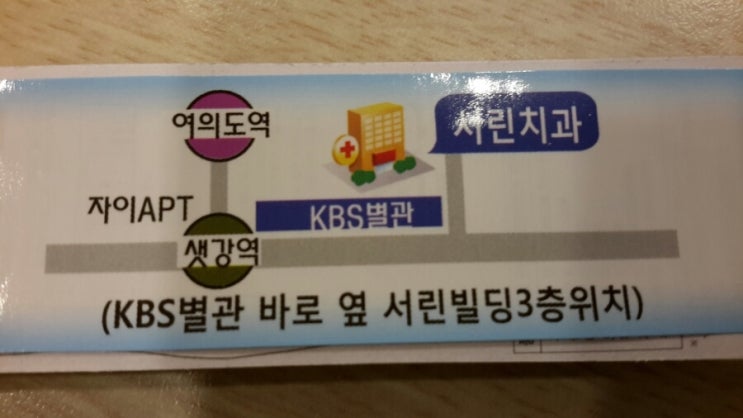 여의도역
서린치과
자이APT
KBS별관
샛강역
(KBS별관 바로 옆 서린빌딩3층위치)